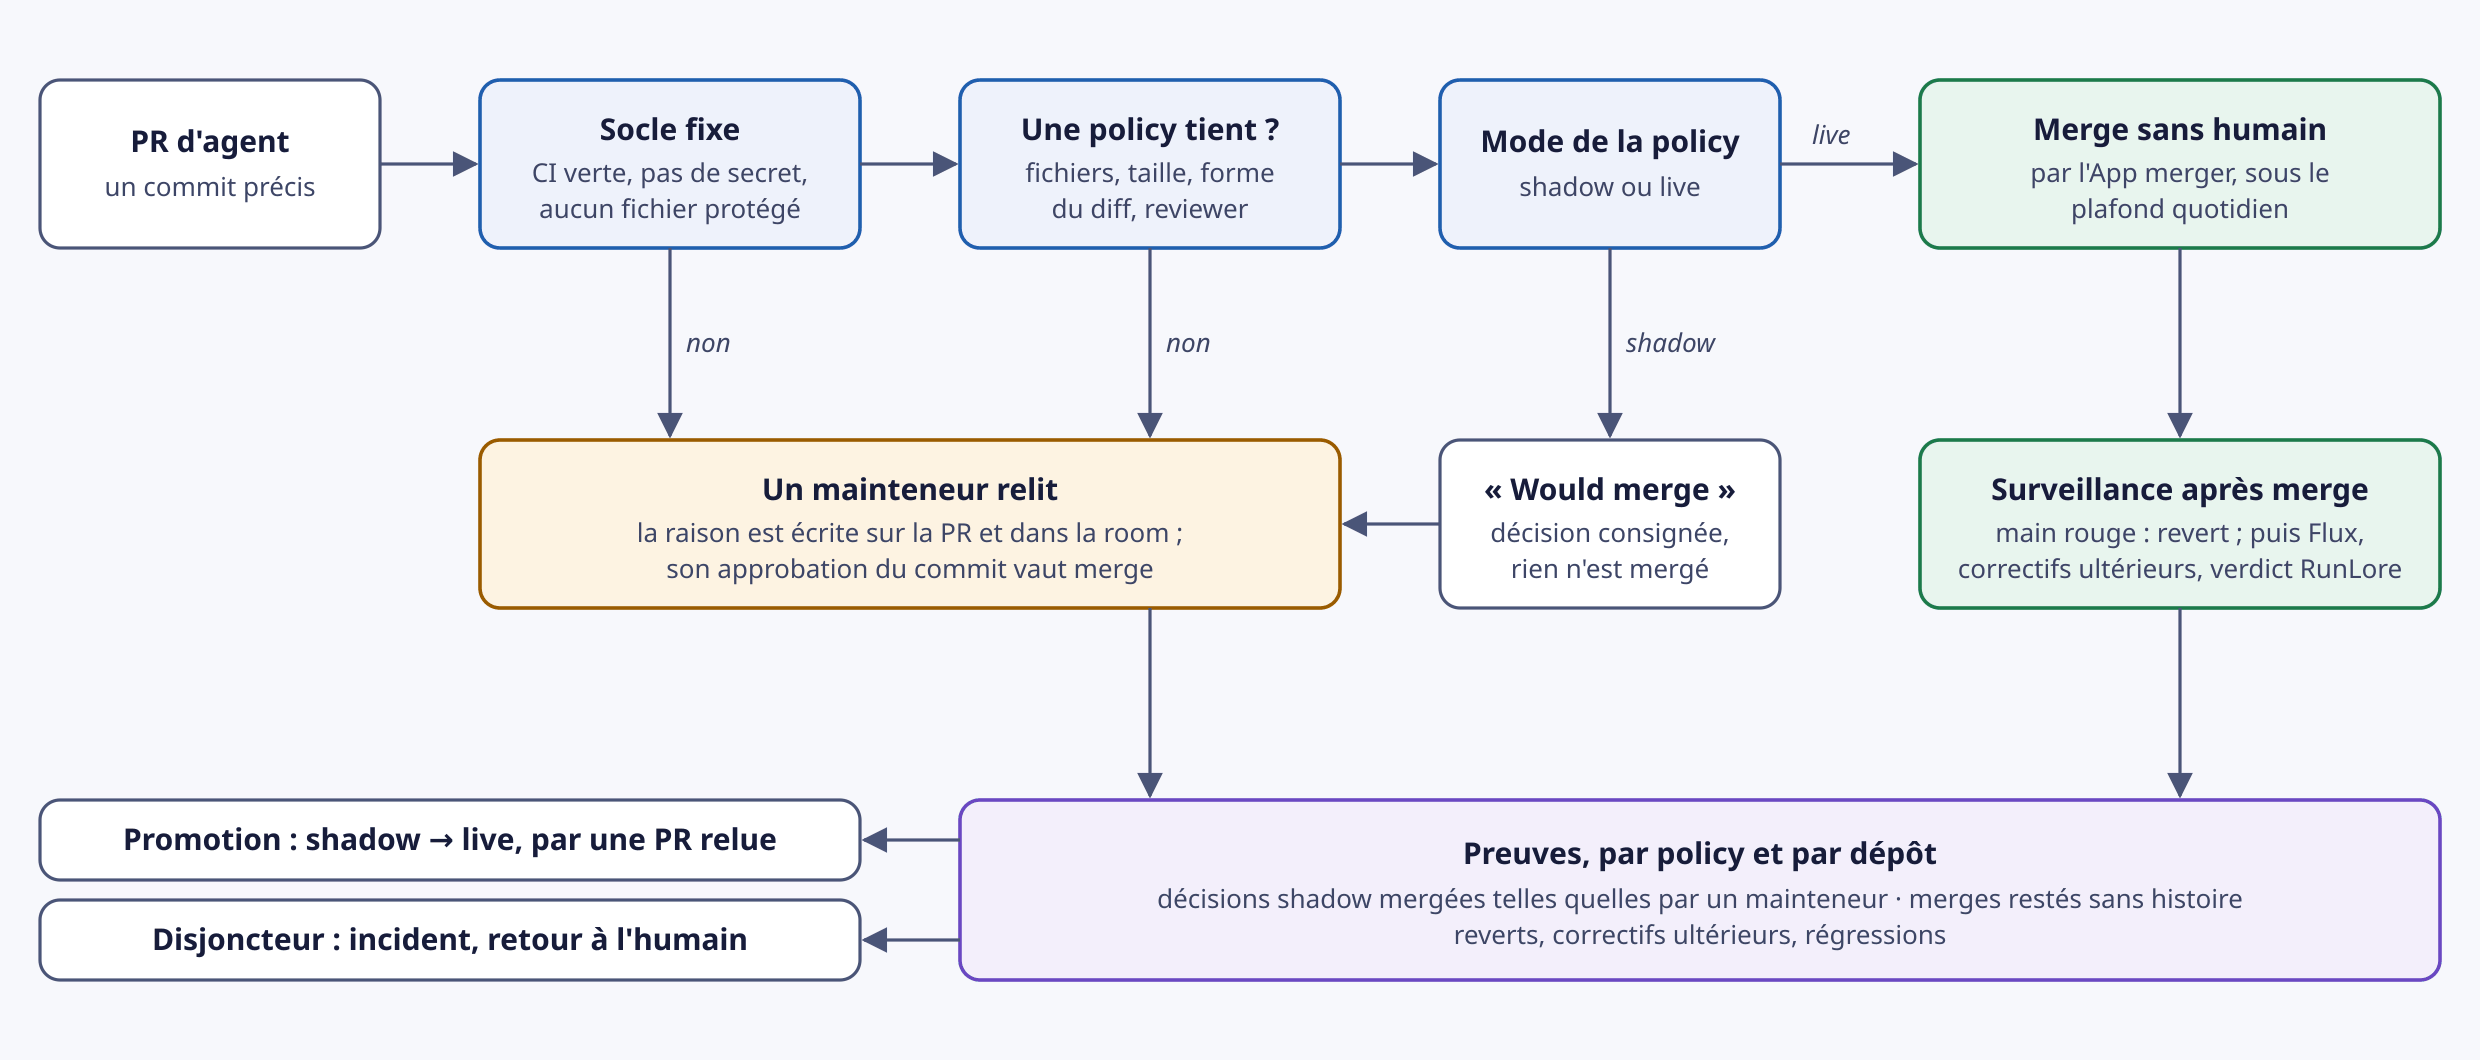 PR d'agent
un commit précis
Socle fixe
CI verte, pas de secret,
aucun fichier protégé
Une policy tient ?
fichiers, taille, forme
du diff, reviewer
Mode de la policy
shadow ou live
live
Merge sans humain
par l'App merger, sous le
plafond quotidien
non
non
shadow
Un mainteneur relit
la raison est écrite sur la PR et dans la room ;
son approbation du commit vaut merge
« Would merge »
décision consignée,
rien n'est mergé
Surveillance après merge
main rouge : revert ; puis Flux,
correctifs ultérieurs, verdict RunLore
Promotion : shadow → live, par une PR relue
Disjoncteur : incident, retour à l'humain
Preuves, par policy et par dépôt
décisions shadow mergées telles quelles par un mainteneur · merges restés sans histoire
reverts, correctifs ultérieurs, régressions